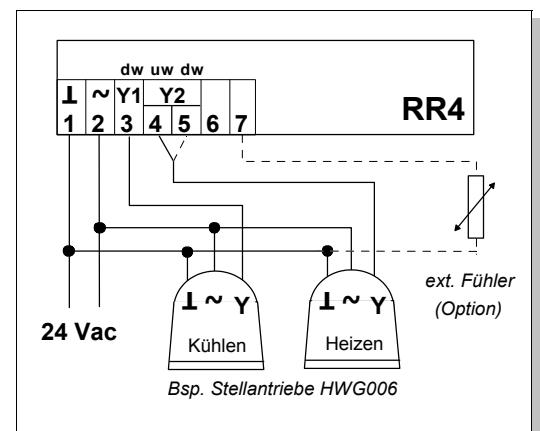 dw uw dw
⊥ ~ Y1 Y2
1 2 3 4 5 6 7
RR4
24 Vac
⊥ ~ Y
Kühlen
⊥ ~ Y
Heizen
ext. Fühler
(Option)
Bsp. Stellantriebe HWG006